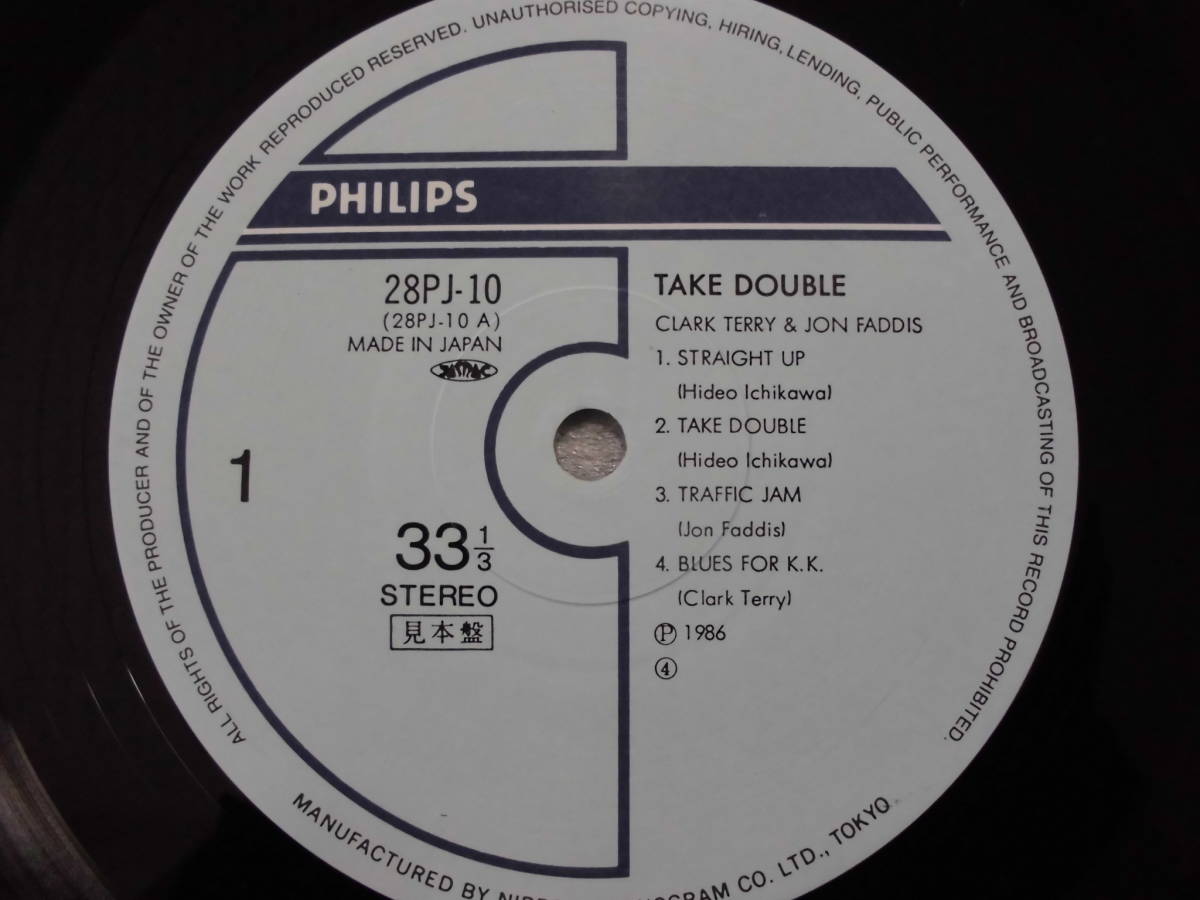 ALL RIGHTS OF THE PRODUCER AND OF THE OWNER OF THE WORK REPRODUCED RESERVED. UNAUTHORISED COPYING, HIRING, LENDING, PUBLIC PERFORMANCE AND BROADCASTING OF THIS RECORD PROHIBITED.
PHILIPS
28PJ-10
(28PJ-10 A)
MADE IN JAPAN
1
33 1/3
STEREO
見本盤
TAKE DOUBLE
CLARK TERRY & JON FADDIS
1. STRAIGHT UP
(Hideo Ichikawa)
2. TAKE DOUBLE
(Hideo Ichikawa)
3. TRAFFIC JAM
(Jon Faddis)
4. BLUES FOR K.K.
(Clark Terry)
Ⓟ 1986
④
MANUFACTURED BY CO. LTD., TOKYO